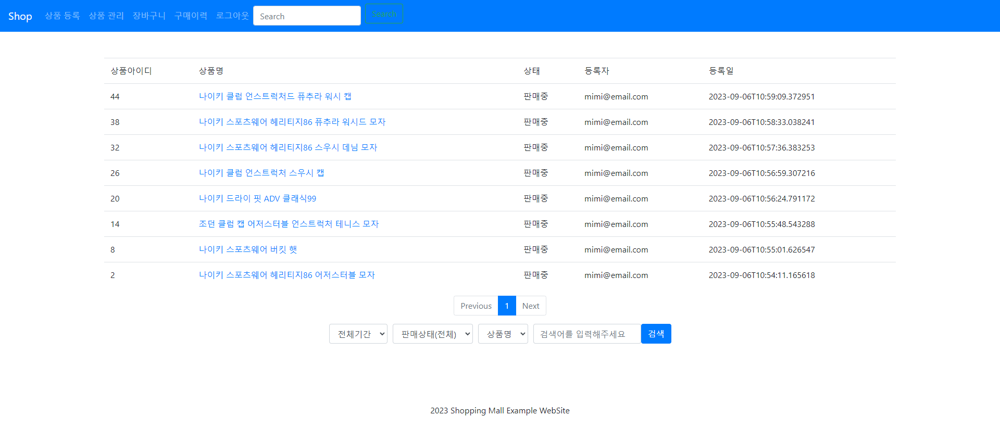 Shop 상품 등록 상품 관리 장바구니 구매이력 로그아웃 Search Search
상품아이디 상품명 상태 등록자 등록일
44 나이키 클럽 언스트럭처드 퓨추라 워시 캡 판매중 mimi@email.com 2023-09-06T10:59:09.372951
38 나이키 스포츠웨어 헤리티지86 퓨추라 워시드 모자 판매중 mimi@email.com 2023-09-06T10:58:33.038241
32 나이키 스포츠웨어 헤리티지86 스우시 데님 모자 판매중 mimi@email.com 2023-09-06T10:57:36.383253
26 나이키 클럽 언스트럭처 스우시 캡 판매중 mimi@email.com 2023-09-06T10:56:59.307216
20 나이키 드라이 핏 ADV 클래식99 판매중 mimi@email.com 2023-09-06T10:56:24.791172
14 조던 클럽 캡 어저스터블 언스트럭처 테니스 모자 판매중 mimi@email.com 2023-09-06T10:55:48.543288
8 나이키 스포츠웨어 버킷 햇 판매중 mimi@email.com 2023-09-06T10:55:01.626547
2 나이키 스포츠웨어 헤리티지86 어저스터블 모자 판매중 mimi@email.com 2023-09-06T10:54:11.165618
Previous 1 Next
전체기간 판매상태(전체) 상품명 검색어를 입력해주세요 검색
2023 Shopping Mall Example WebSite